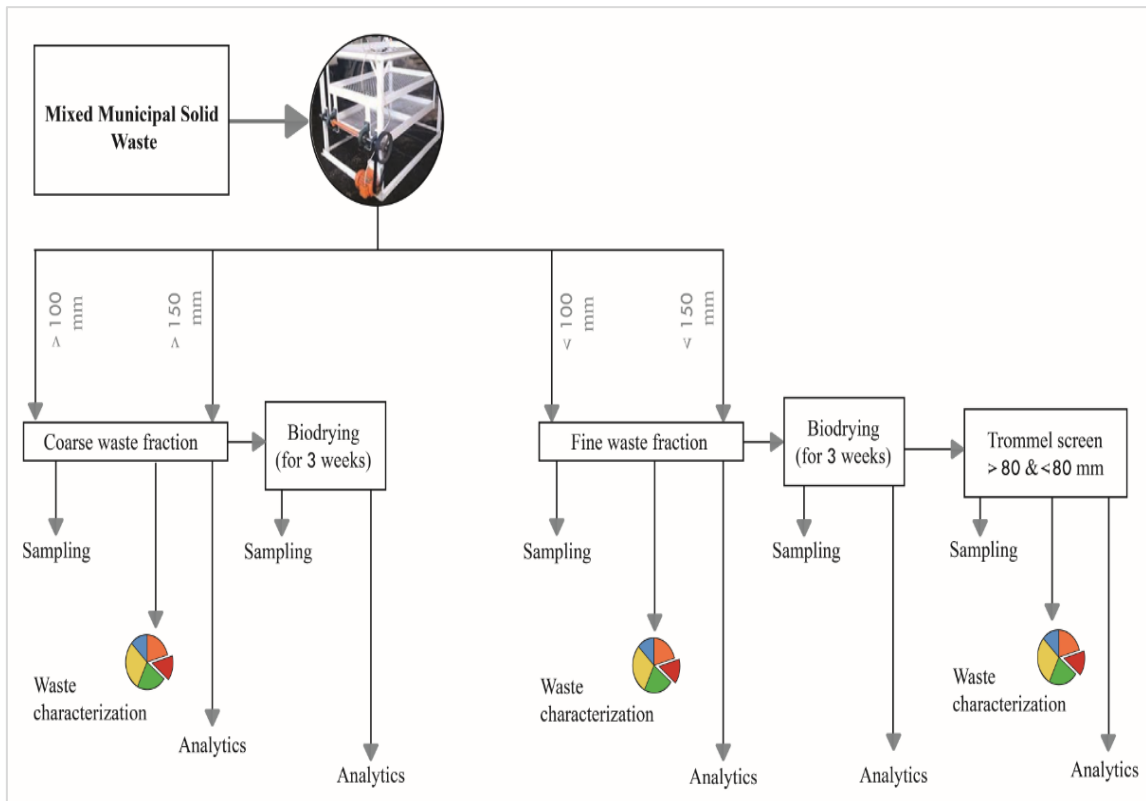 Mixed Municipal Solid
Waste
> 100
mm
> 150
mm
< 100
mm
< 150
mm
Coarse waste fraction
Biodrying
(for 3 weeks)
Fine waste fraction
Biodrying
(for 3 weeks)
Trommel screen
> 80 & < 80 mm
Sampling
Sampling
Sampling
Sampling
Sampling
Waste
characterization
Waste
characterization
Waste
characterization
Analytics
Analytics
Analytics
Analytics
Analytics